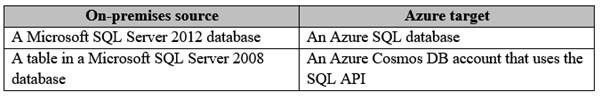 On-premises source Azure target
A Microsoft SQL Server 2012 database An Azure SQL database
A table in a Microsoft SQL Server 2008 An Azure Cosmos DB account that uses the
database SQL API